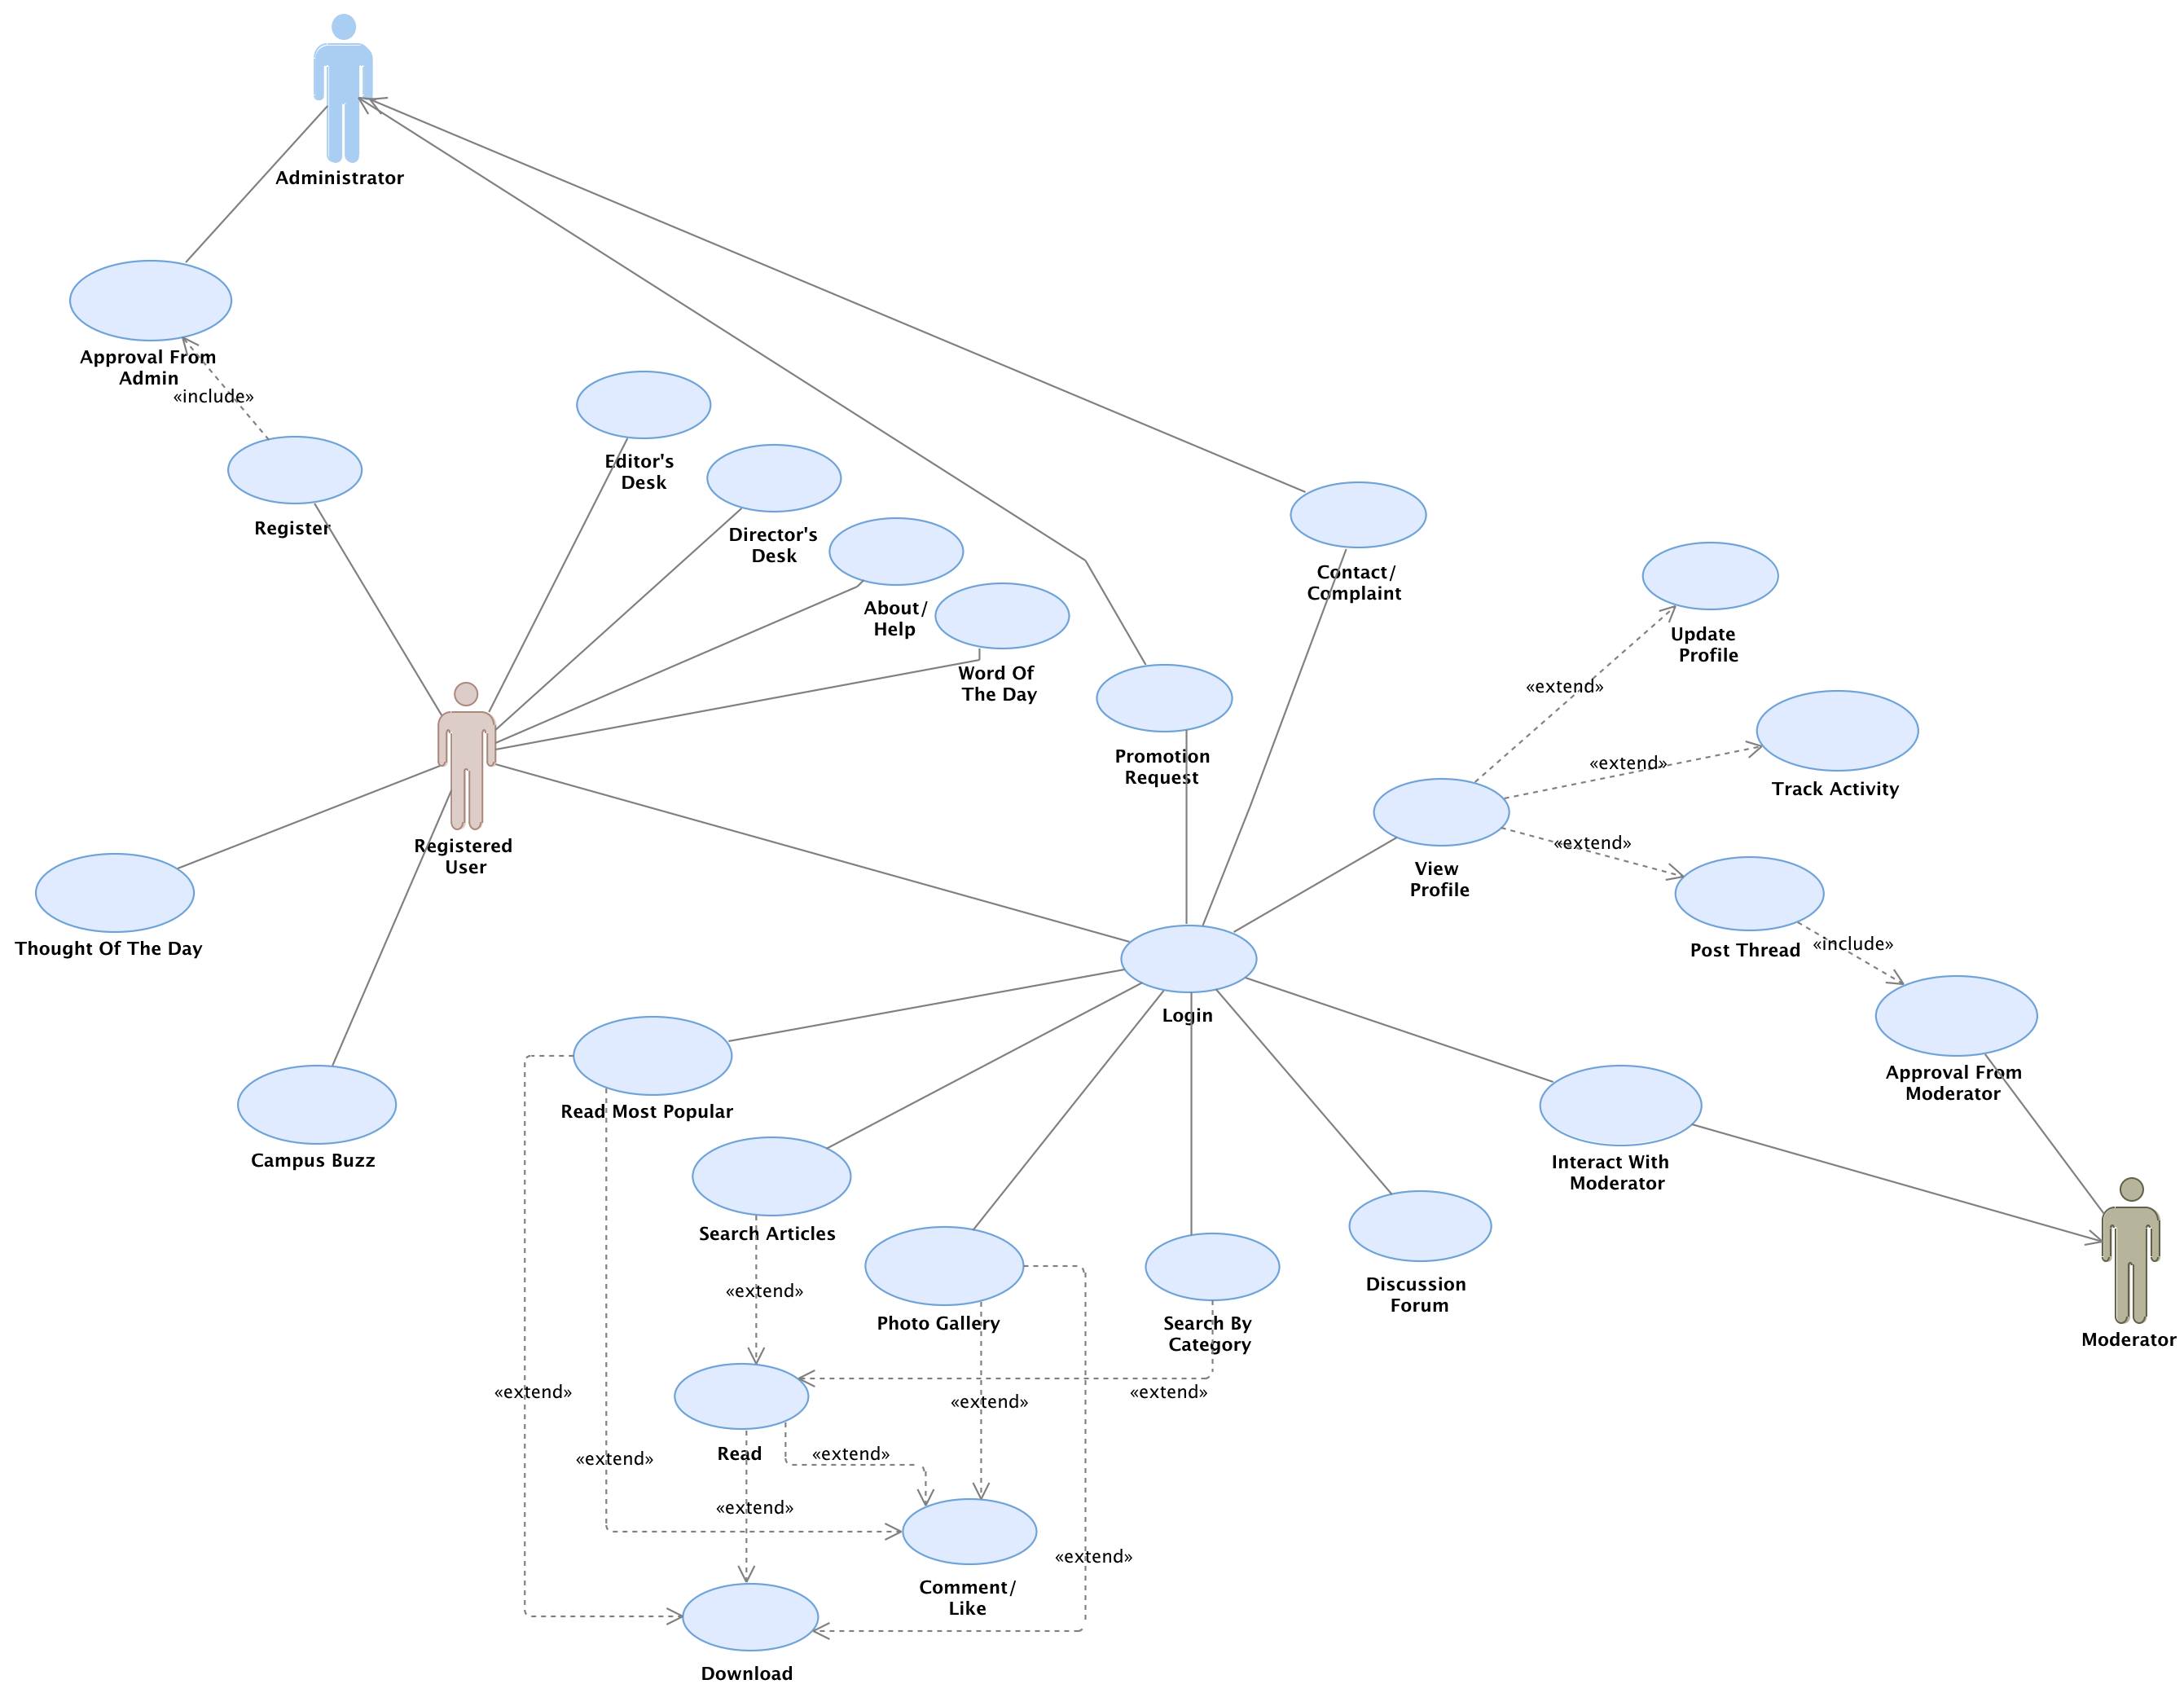 Administrator
Approval From
Admin
«include»
Register
Editor's
Desk
Director's
Desk
About/
Help
Word Of
The Day
Contact/
Complaint
Promotion
Request
Update
Profile
«extend»
Track Activity
«extend»
View
Profile
«extend»
Post Thread
«include»
Approval From
Moderator
Registered
User
Thought Of The Day
Campus Buzz
Login
Read Most Popular
Search Articles
«extend»
Photo Gallery
Search By
Category
Discussion
Forum
Interact With
Moderator
Moderator
«extend»
«extend»
«extend»
Read
«extend»
«extend»
«extend»
«extend»
Comment/
Like
Download